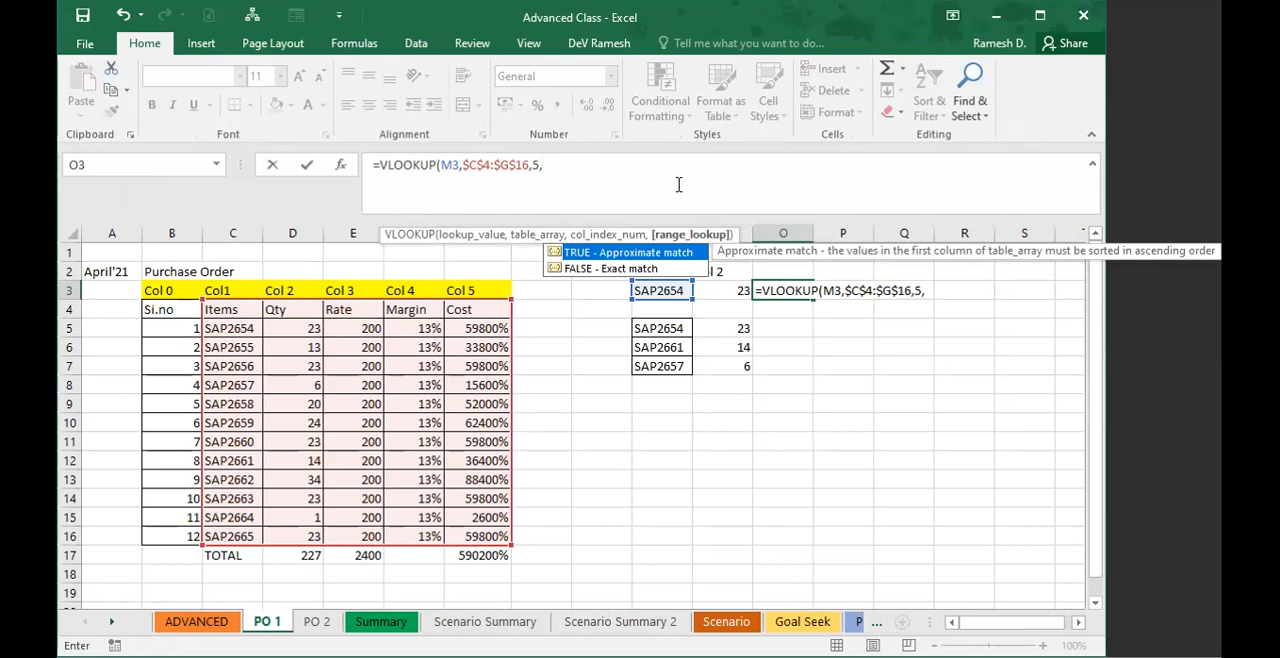 Advanced Class - Excel
File Home Insert Page Layout Formulas Data Review View DeV Ramesh Tell me what you want to do... Ramesh D. Share
Paste
Clipboard
11
B I U A
Font
Alignment
General
%
Number
Conditional Formatting
Format as Table
Cell Styles
Styles
Insert
Delete
Format
Cells
Sort & Filter
Find & Select
Editing
O3 fx =VLOOKUP(M3,$C$4:$G$16,5,
VLOOKUP(lookup_value, table_array, col_index_num, [range_lookup])
TRUE - Approximate match
FALSE - Exact match
Approximate match - the values in the first column of table_array must be sorted in ascending order
A B C D E O P Q R S
1
2 April'21 Purchase Order
3 Col 0 Col1 Col 2 Col 3 Col 4 Col 5 SAP2654 23 =VLOOKUP(M3,$C$4:$G$16,5,
4 Si.no Items Qty Rate Margin Cost
5 1 SAP2654 23 200 13% 59800% SAP2654 23
6 2 SAP2655 13 200 13% 33800% SAP2661 14
7 3 SAP2656 23 200 13% 59800% SAP2657 6
8 4 SAP2657 6 200 13% 15600%
9 5 SAP2658 20 200 13% 52000%
10 6 SAP2659 24 200 13% 62400%
11 7 SAP2660 23 200 13% 59800%
12 8 SAP2661 14 200 13% 36400%
13 9 SAP2662 34 200 13% 88400%
14 10 SAP2663 23 200 13% 59800%
15 11 SAP2664 1 200 13% 2600%
16 12 SAP2665 23 200 13% 59800%
17 TOTAL 227 2400 590200%
18
19
ADVANCED PO 1 PO 2 Summary Scenario Summary Scenario Summary 2 Scenario Goal Seek P ...
Enter 100%